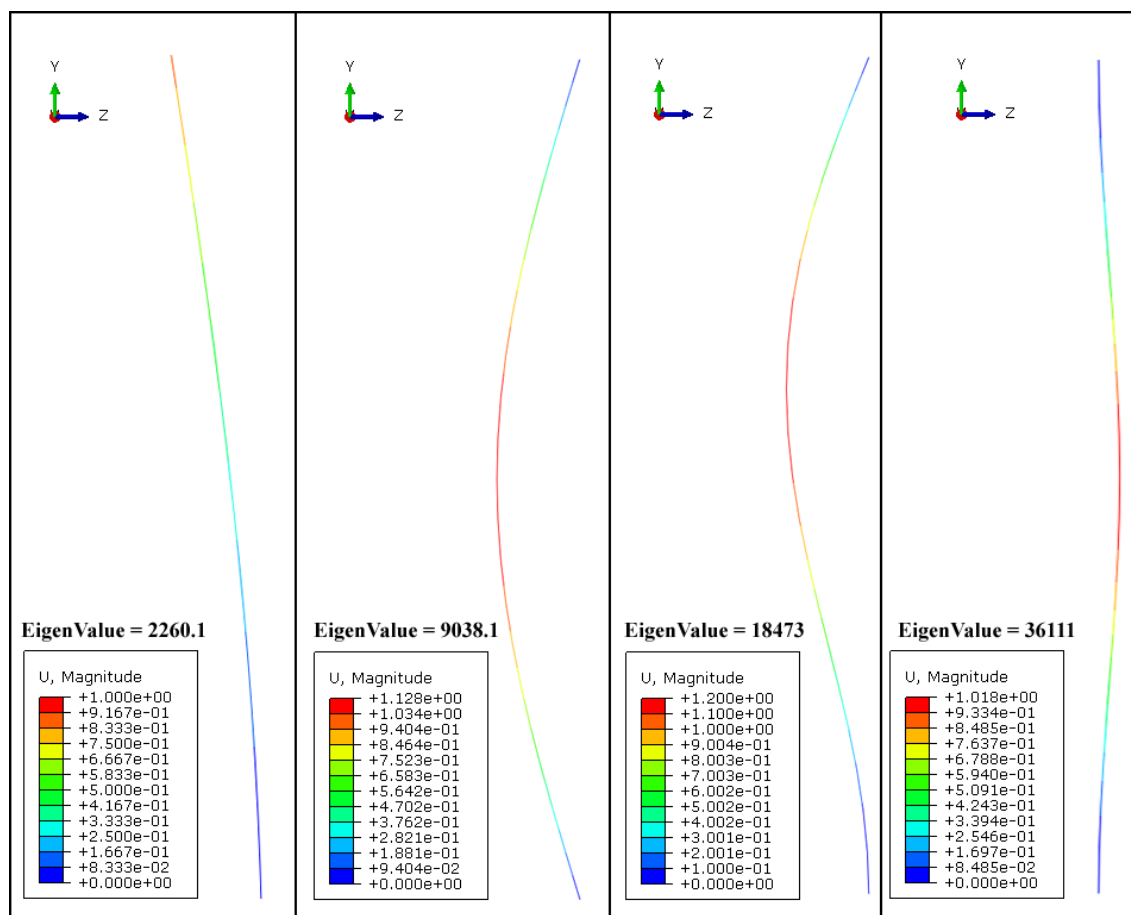 Y
Z
EigenValue = 2260.1
U, Magnitude
+1.000e+00
+9.167e-01
+8.333e-01
+7.500e-01
+6.667e-01
+5.833e-01
+5.000e-01
+4.167e-01
+3.333e-01
+2.500e-01
+1.667e-01
+8.333e-02
+0.000e+00
Y
Z
EigenValue = 9038.1
U, Magnitude
+1.128e+00
+1.034e+00
+9.404e-01
+8.464e-01
+7.523e-01
+6.583e-01
+5.642e-01
+4.702e-01
+3.762e-01
+2.821e-01
+1.881e-01
+9.404e-02
+0.000e+00
Y
Z
EigenValue = 18473
U, Magnitude
+1.200e+00
+1.100e+00
+1.000e+00
+9.004e-01
+8.003e-01
+7.003e-01
+6.002e-01
+5.002e-01
+4.002e-01
+3.001e-01
+2.001e-01
+1.000e-01
+0.000e+00
Y
Z
EigenValue = 36111
U, Magnitude
+1.018e+00
+9.334e-01
+8.485e-01
+7.637e-01
+6.788e-01
+5.940e-01
+5.091e-01
+4.243e-01
+3.394e-01
+2.546e-01
+1.697e-01
+8.485e-02
+0.000e+00